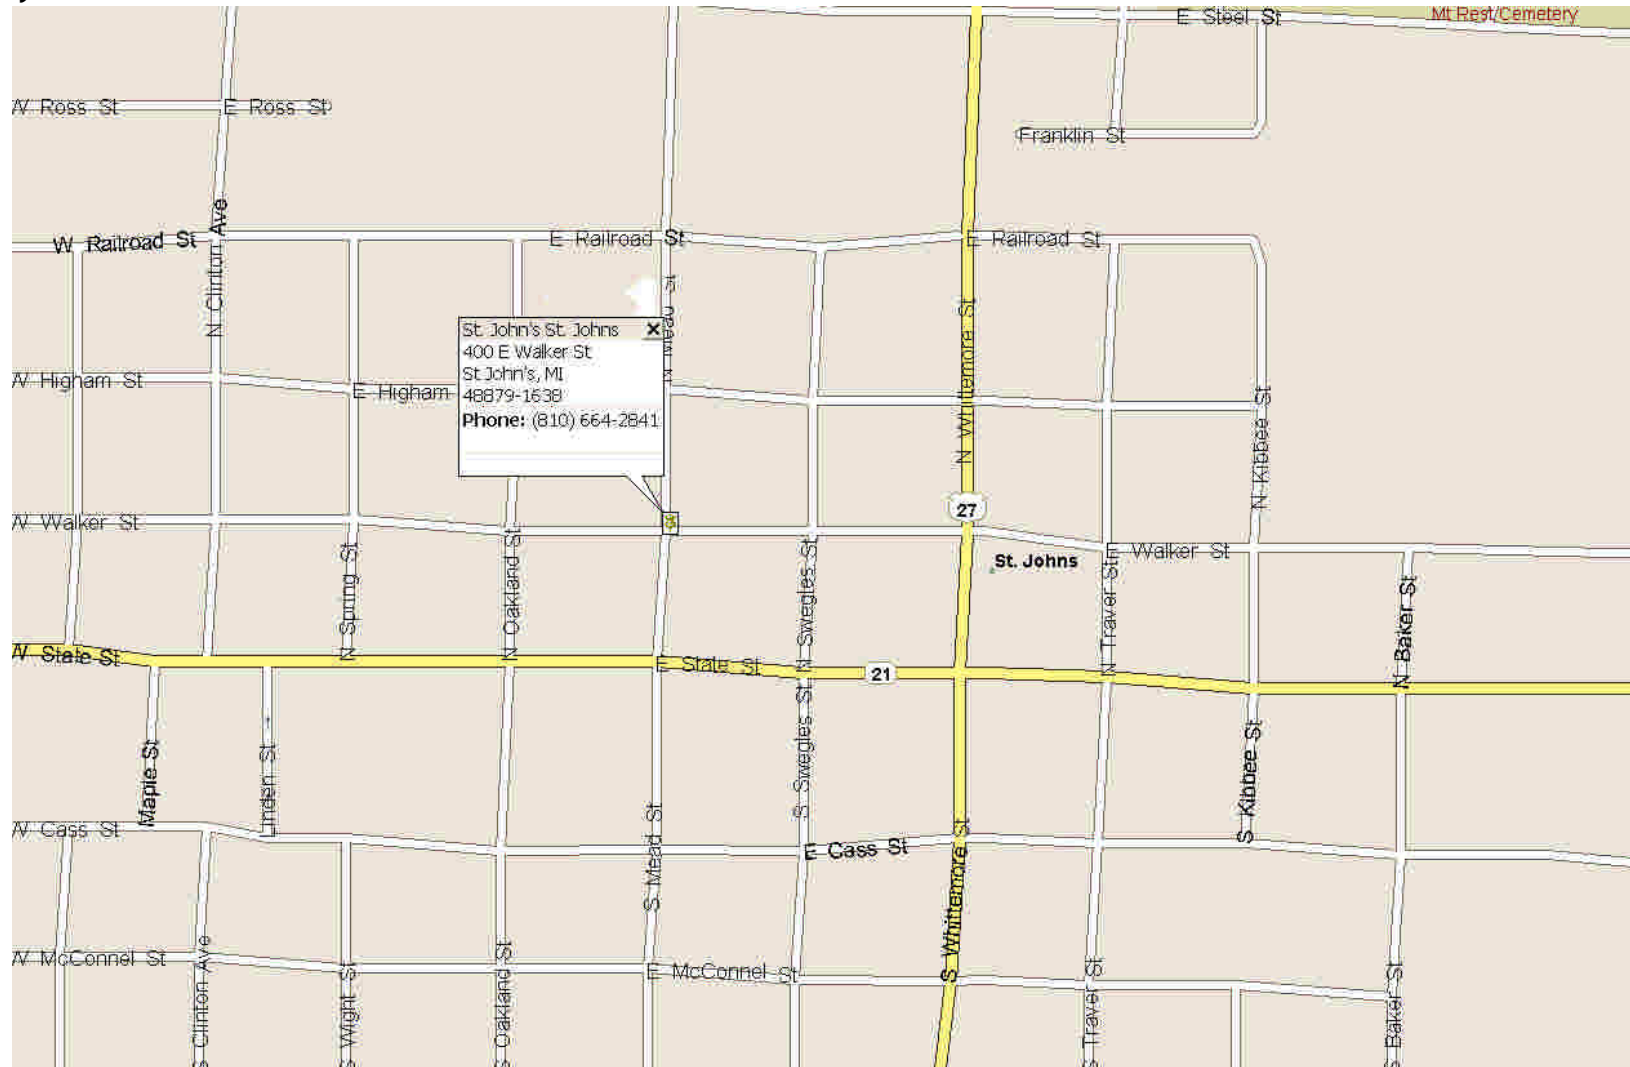 E Steel St
Mt Rest/Cemetery
W Ross St
E Ross St
Franklin St
W Railroad St
N Clinton Ave
E Railroad St
E Railroad St
N Mead St
N Whittemore St
St. John's St. Johns
400 E Walker St
St John's, MI
48879-1638
Phone: (810) 664-2841
W Higham St
E Higham
N Kibbee St
27
W Walker St
E Walker St
St. Johns
N Spring St
N Oakland St
N Swegles St
N Traver St
N Baker St
W State St
E State St
21
Maple St
Linden St
S Swegles St
S Kibbee St
W Cass St
S Mead St
E Cass St
S Whittemore St
W McConnel St
E McConnel St
S Clinton Ave
S Wight St
S Oakland St
S Traver St
S Baker St